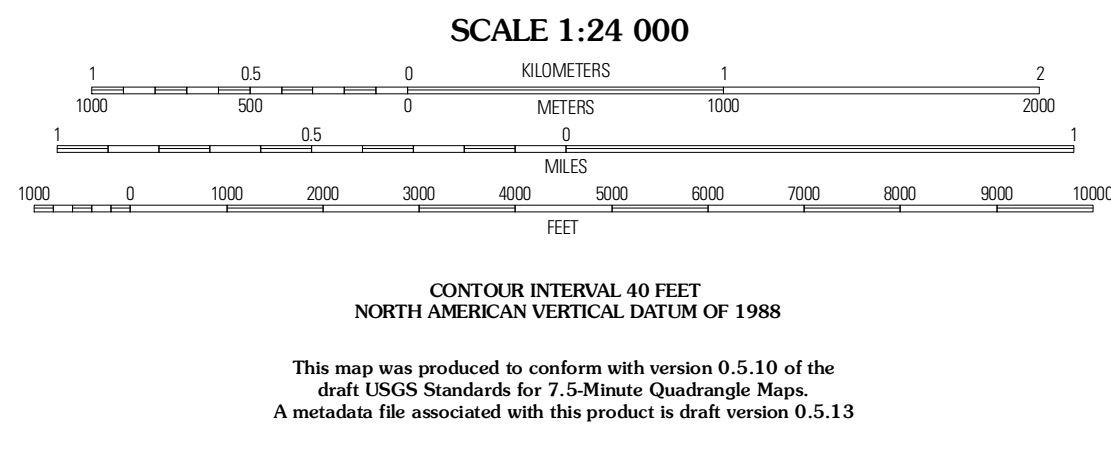 SCALE 1:24 000
1 0.5 0 KILOMETERS 1 2
1000 500 0 METERS 1000 2000
1 0.5 0 1
MILES
1000 0 1000 2000 3000 4000 5000 6000 7000 8000 9000 10000
FEET
CONTOUR INTERVAL 40 FEET
NORTH AMERICAN VERTICAL DATUM OF 1988
This map was produced to conform with version 0.5.10 of the
draft USGS Standards for 7.5-Minute Quadrangle Maps.
A metadata file associated with this product is draft version 0.5.13